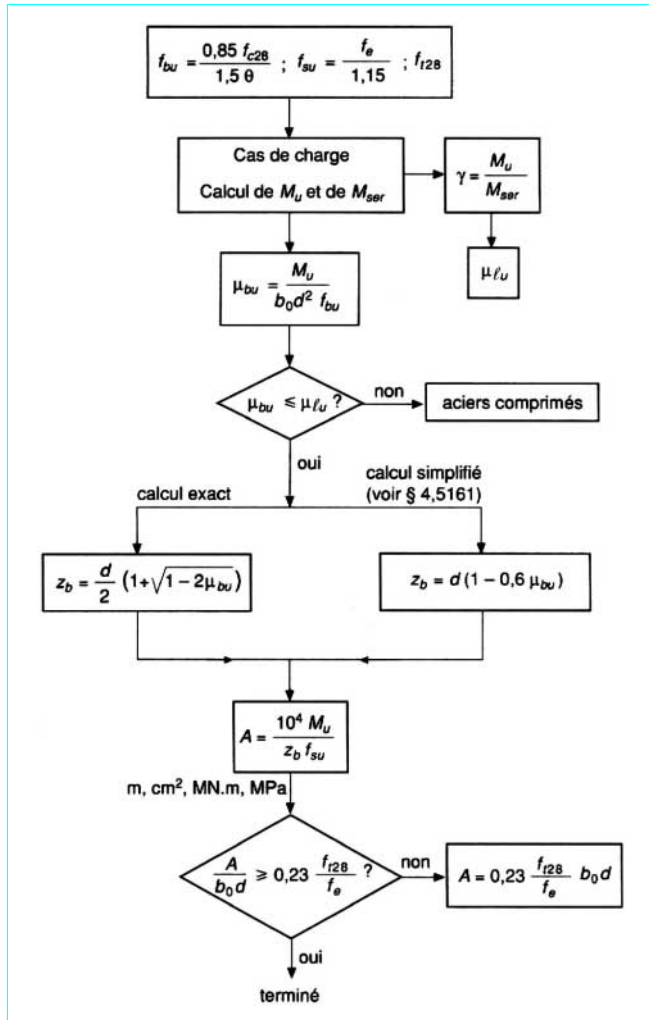 f_bu = 0,85 f_c28 / 1,5 θ ; f_su = f_e / 1,15 ; f_t28
Cas de charge
Calcul de M_u et de M_ser
γ = M_u / M_ser
μ_ℓu
μ_bu = M_u / b_0 d² f_bu
μ_bu ⩽ μ_ℓu ?
non
aciers comprimés
oui
calcul exact
calcul simplifié
(voir § 4,5161)
z_b = d/2 (1+√(1 − 2μ_bu))
z_b = d (1 − 0,6 μ_bu)
A = 10⁴ M_u / z_b f_su
m, cm², MN.m, MPa
A / b_0 d ⩾ 0,23 f_t28 / f_e ?
non
A = 0,23 f_t28 / f_e b_0 d
oui
terminé